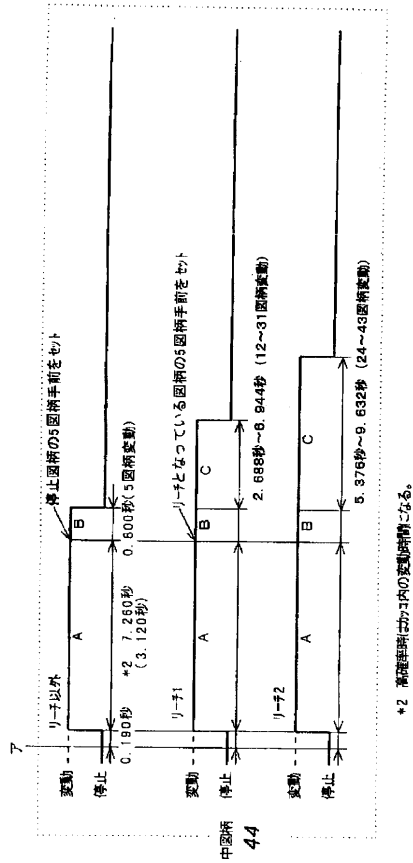 ア
リーチ以外
停止図柄の5図柄手前をセット
変動
停止
A
B
0.190秒
*2 7.260秒
(3.120秒)
0.800秒(5図柄変動)
中図柄
44
リーチ1
リーチとなっている図柄の5図柄手前をセット
変動
停止
A
B
C
2.688秒~6.944秒 (12~31図柄変動)
リーチ2
変動
停止
A
B
C
5.376秒~9.632秒 (24~43図柄変動)
*2 高確率時はカッコ内の変動時間になる。